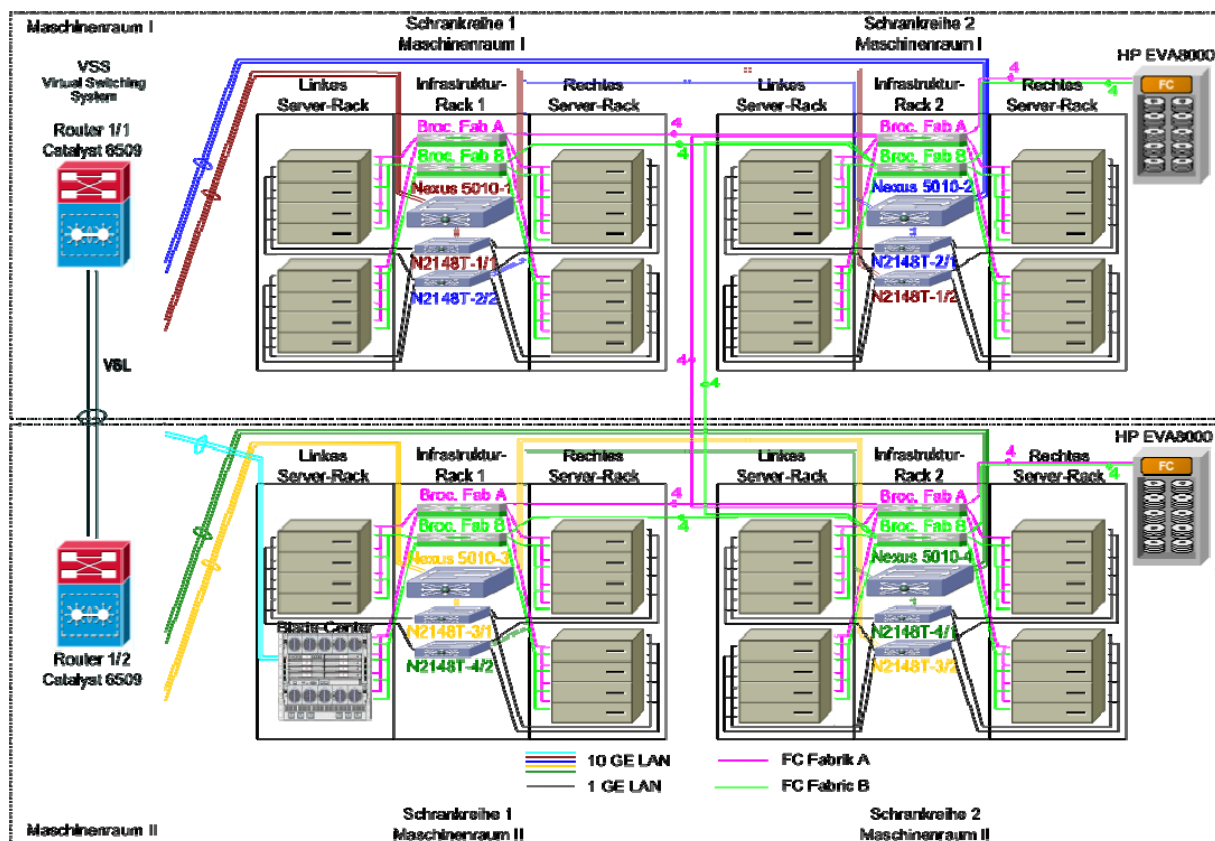 Maschinenraum I
Schrankreihe 1
Maschinenraum I
Schrankreihe 2
Maschinenraum I
HP EVA8000
VSS
Virtual Switching
System
Router 1/1
Catalyst 6509
Linkes
Server-Rack
Infrastruktur-
Rack 1
Rechtes
Server-Rack
Linkes
Server-Rack
Infrastruktur-
Rack 2
Rechtes
Server-Rack
4
4
FC
Broc. Fab A
Broc. Fab B
Nexus 5010-1
N2148T-1/1
N2148T-2/2
4
4
Broc. Fab A
Broc. Fab B
Nexus 5010-2
N2148T-2/1
N2148T-1/2
VSL
4
4
HP EVA8000
Linkes
Server-Rack
Infrastruktur-
Rack 1
Rechtes
Server-Rack
Linkes
Server-Rack
Infrastruktur-
Rack 2
Rechtes
Server-Rack
4
4
FC
Broc. Fab A
Broc. Fab B
Nexus 5010-3
N2148T-3/1
N2148T-4/2
4
4
Broc. Fab A
Broc. Fab B
Nexus 5010-4
N2148T-4/1
N2148T-3/2
Blade-Center
Router 1/2
Catalyst 6509
10 GE LAN
FC Fabrik A
1 GE LAN
FC Fabric B
Maschinenraum II
Schrankreihe 1
Maschinenraum II
Schrankreihe 2
Maschinenraum II